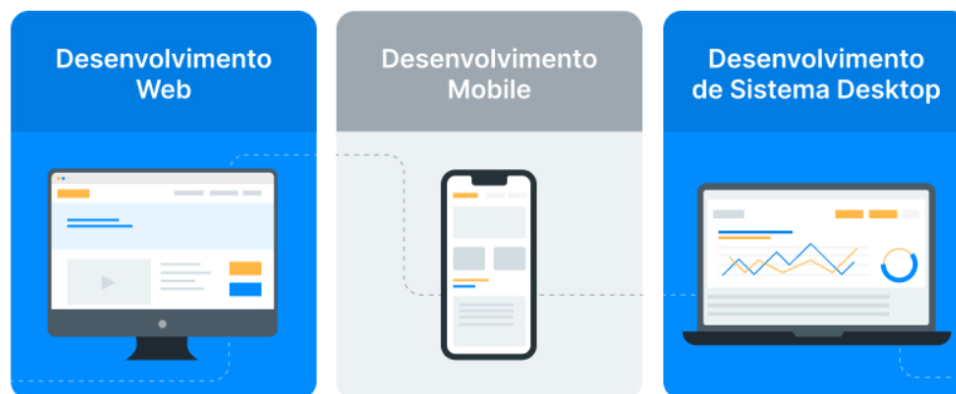 Desenvolvimento
Web
Desenvolvimento
Mobile
Desenvolvimento
de Sistema Desktop